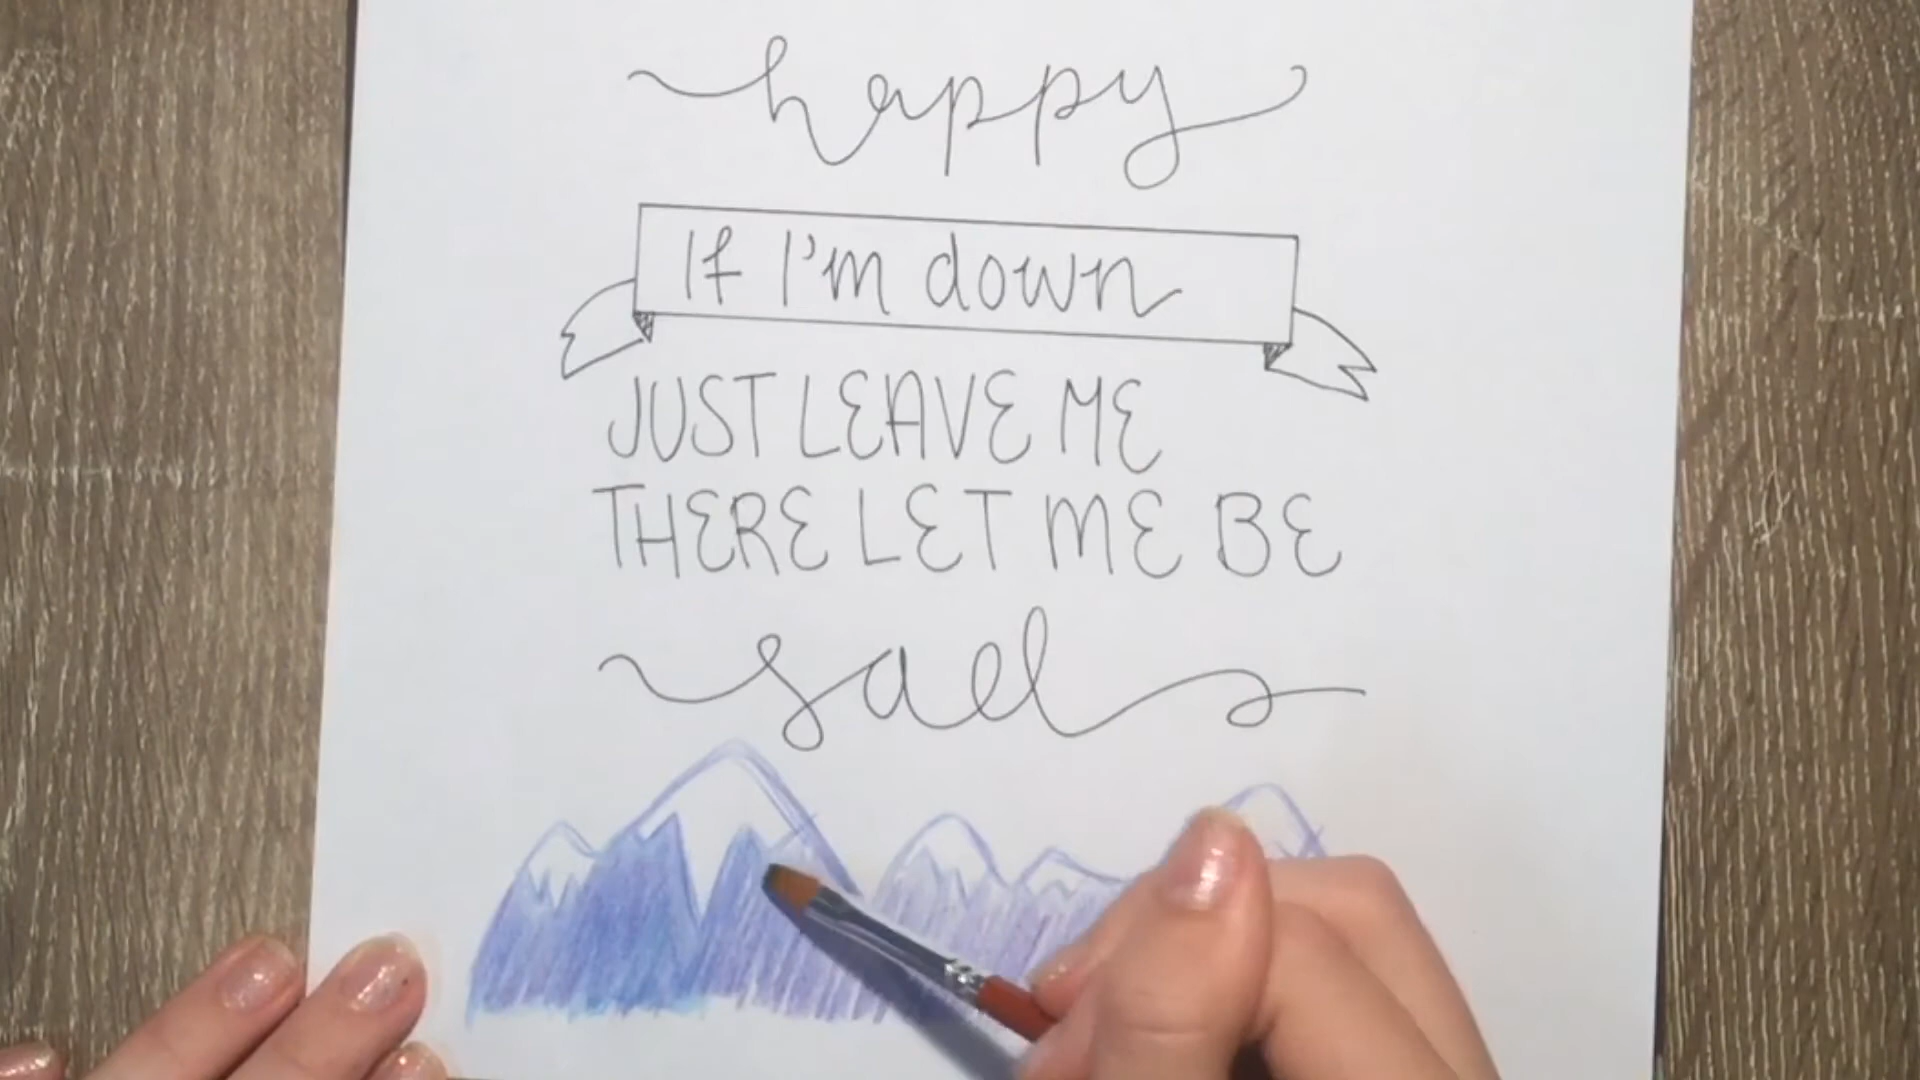 happy
If I'm down
JUST LEAVE ME
THERE LET ME BE
sad